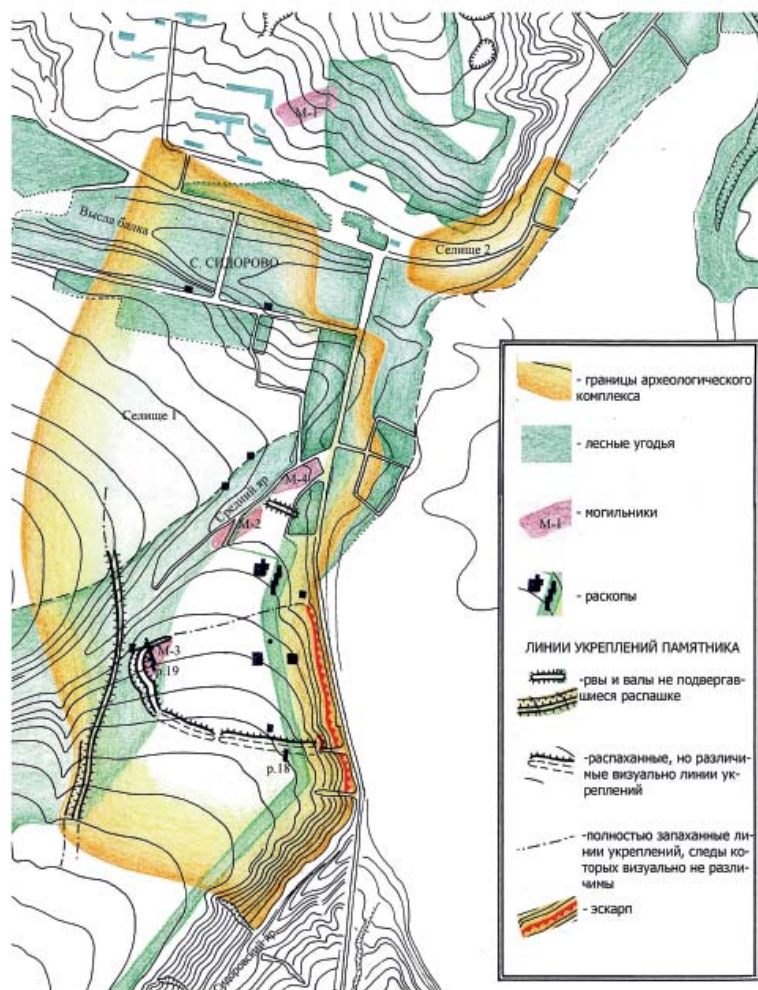 М-1
Высла балка
С. СИДОРОВО
Селище 2
Селище 1
Средний яр
М-4
М-2
М-3
р.19
р.18
Сидоровский яр
- границы археологического
комплекса
- лесные угодья
М-1
- могильники
- раскопы
ЛИНИИ УКРЕПЛЕНИЙ ПАМЯТНИКА
-рвы и валы не подвергав-
шиеся распашке
-распаханные, но различи-
мые визуально линии ук-
реплений
-полностью запаханные ли-
нии укреплений, следы ко-
торых визуально не разли-
чимы
- эскарп